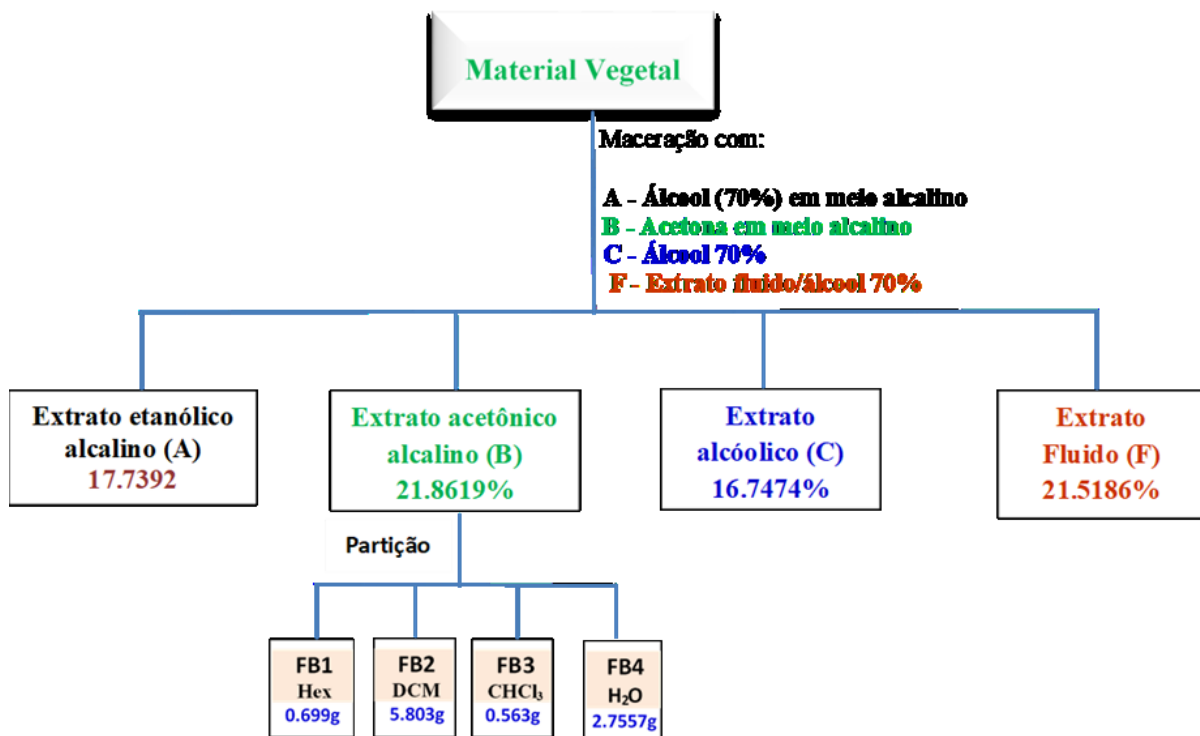 Material Vegetal
Maceração com:
A - Álcool (70%) em meio alcalino
B - Acetona em meio alcalino
C - Álcool 70%
F - Extrato fluido/álcool 70%
Extrato etanólico
alcalino (A)
17.7392
Extrato acetônico
alcalino (B)
21.8619%
Extrato
alcóolico (C)
16.7474%
Extrato
Fluido (F)
21.5186%
Partição
FB1
Hex
0.699g
FB2
DCM
5.803g
FB3
CHCl₃
0.563g
FB4
H₂O
2.7557g